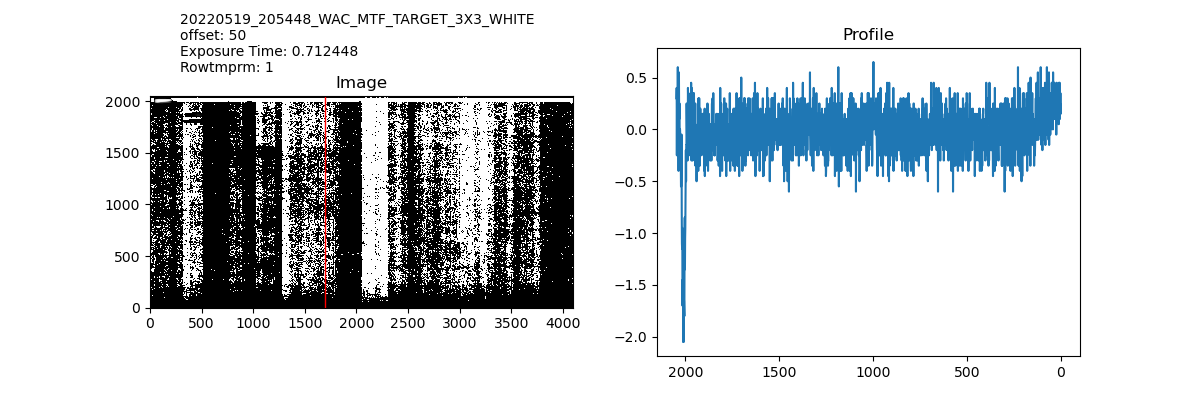 20220519_205448_WAC_MTF_TARGET_3X3_WHITE
offset: 50
Exposure Time: 0.712448
Rowtmprm: 1
Image
2000
1500
1000
500
0
0 500 1000 1500 2000 2500 3000 3500 4000
Profile
0.5
0.0
−0.5
−1.0
−1.5
−2.0
2000 1500 1000 500 0